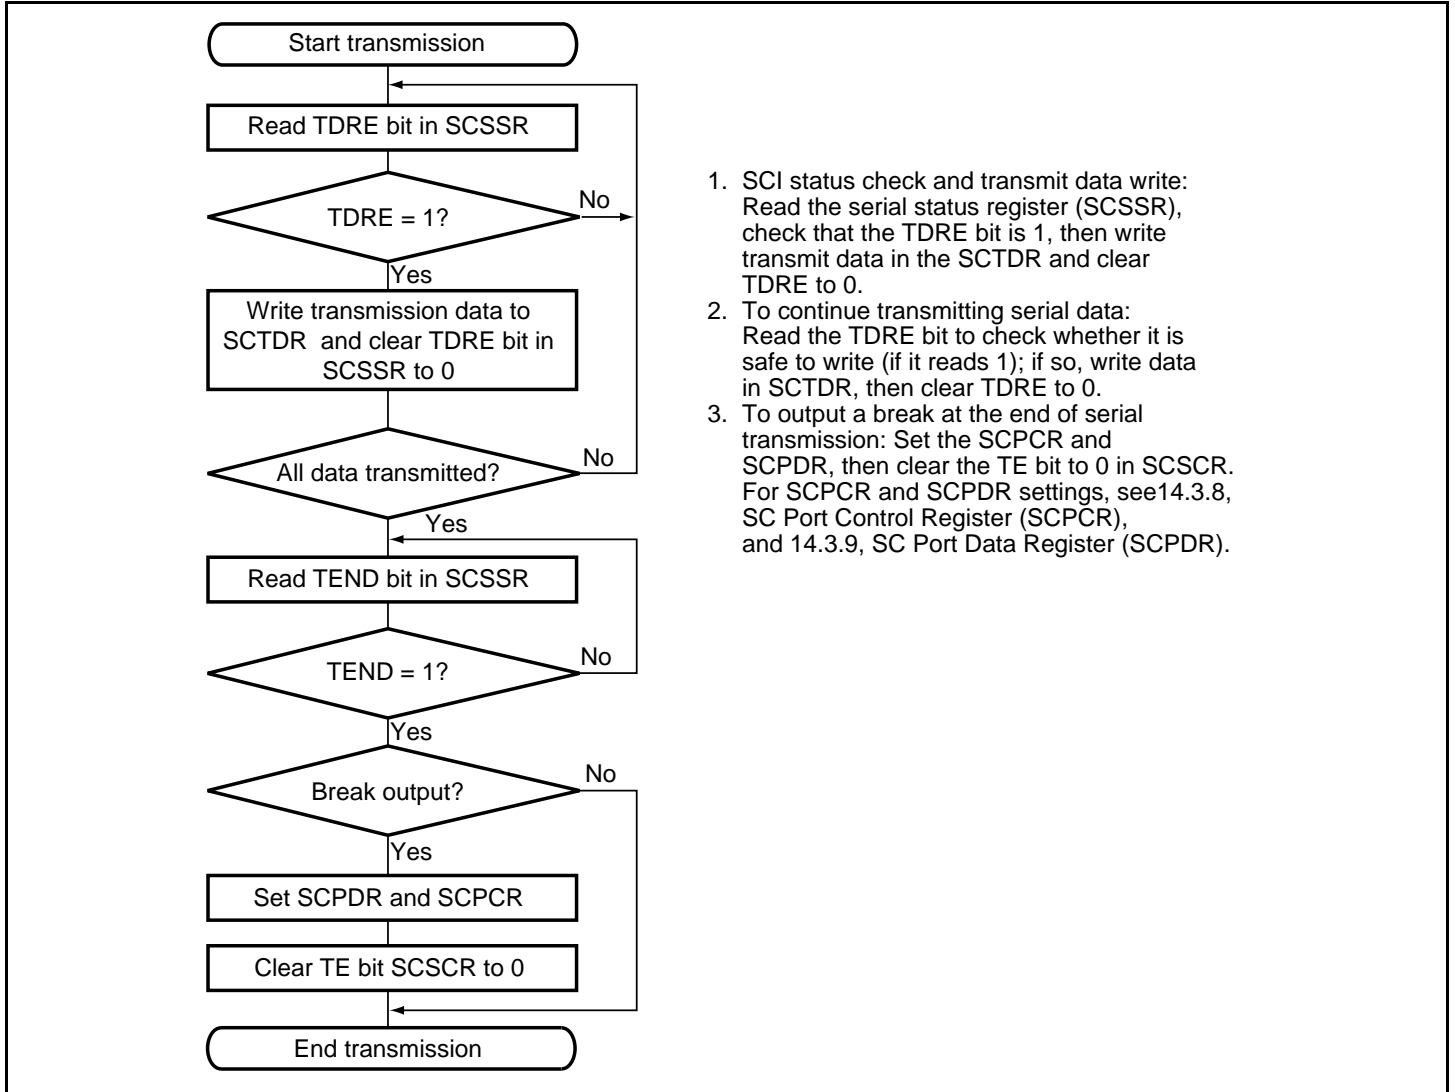 Start transmission
Read TDRE bit in SCSSR
No
TDRE = 1?
Yes
Write transmission data to
SCTDR and clear TDRE bit in
SCSSR to 0
All data transmitted?
No
Yes
Read TEND bit in SCSSR
TEND = 1?
No
Yes
No
Break output?
Yes
Set SCPDR and SCPCR
Clear TE bit SCSCR to 0
End transmission
1. SCI status check and transmit data write:
Read the serial status register (SCSSR),
check that the TDRE bit is 1, then write
transmit data in the SCTDR and clear
TDRE to 0.
2. To continue transmitting serial data:
Read the TDRE bit to check whether it is
safe to write (if it reads 1); if so, write data
in SCTDR, then clear TDRE to 0.
3. To output a break at the end of serial
transmission: Set the SCPCR and
SCPDR, then clear the TE bit to 0 in SCSCR.
For SCPCR and SCPDR settings, see14.3.8,
SC Port Control Register (SCPCR),
and 14.3.9, SC Port Data Register (SCPDR).